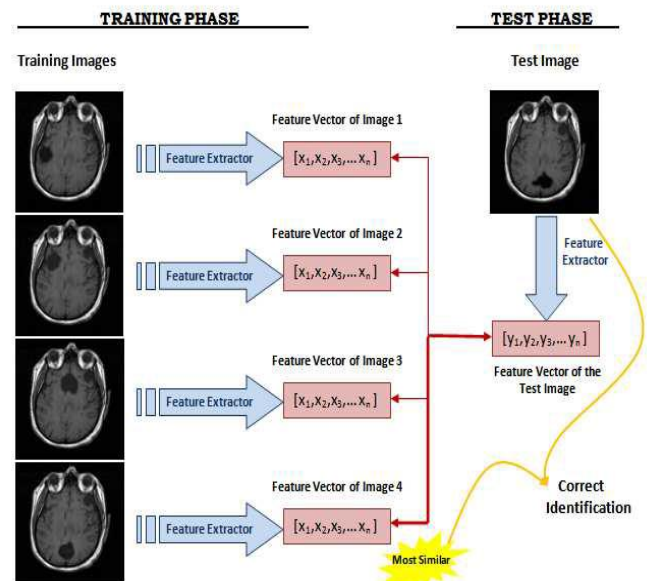 TRAINING PHASE
TEST PHASE
Training Images
Test Image
Feature Vector of Image 1
Feature Extractor
[x₁,x₂,x₃,... xₙ ]
Feature Vector of Image 2
Feature Extractor
[x₁,x₂,x₃,... xₙ ]
Feature
Extractor
[y₁,y₂,y₃,... yₙ ]
Feature Vector of the
Test Image
Feature Vector of Image 3
Feature Extractor
[x₁,x₂,x₃,... xₙ ]
Feature Vector of Image 4
Feature Extractor
[x₁,x₂,x₃,... xₙ ]
Correct
Identification
Most Similar